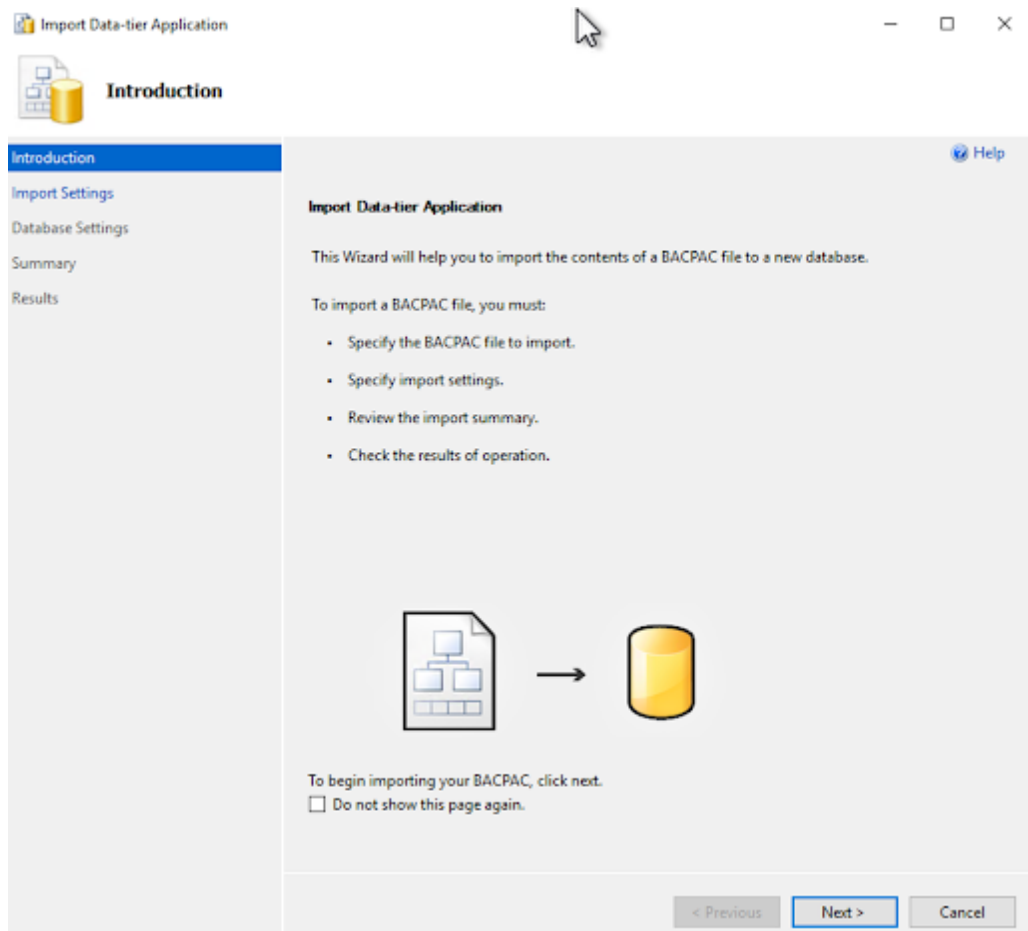 Import Data-tier Application
Introduction
Introduction
Import Settings
Database Settings
Summary
Results
Help
Import Data-tier Application
This Wizard will help you to import the contents of a BACPAC file to a new database.
To import a BACPAC file, you must:
• Specify the BACPAC file to import.
• Specify import settings.
• Review the import summary.
• Check the results of operation.
To begin importing your BACPAC, click next.
Do not show this page again.
< Previous
Next >
Cancel